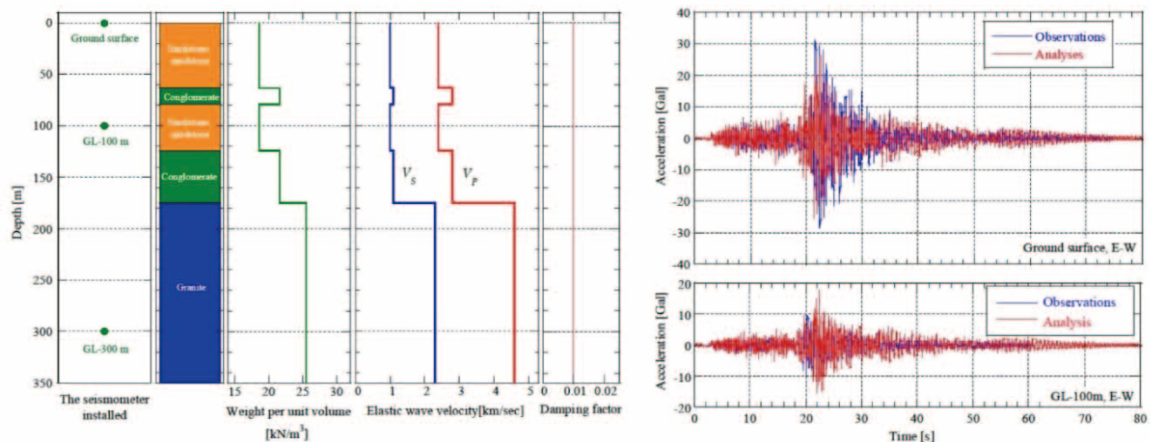 0
50
100
150
200
250
300
350
Depth [m]
Ground surface
GL-100 m
GL-300 m
The seismometer
installed
Conglomerate
Conglomerate
Granite
15 20 25 30
Weight per unit volume
[kN/m³]
V_S
V_P
0 1 2 3 4 5
Elastic wave velocity[km/sec]
0 0.01 0.02
Damping factor
40
30
20
10
0
-10
-20
-30
-40
Acceleration [Gal]
Observations
Analyses
Ground surface, E-W
20
10
0
-10
-20
Acceleration [Gal]
Observations
Analysis
GL-100m, E-W
0 10 20 30 40 50 60 70 80
Time [s]